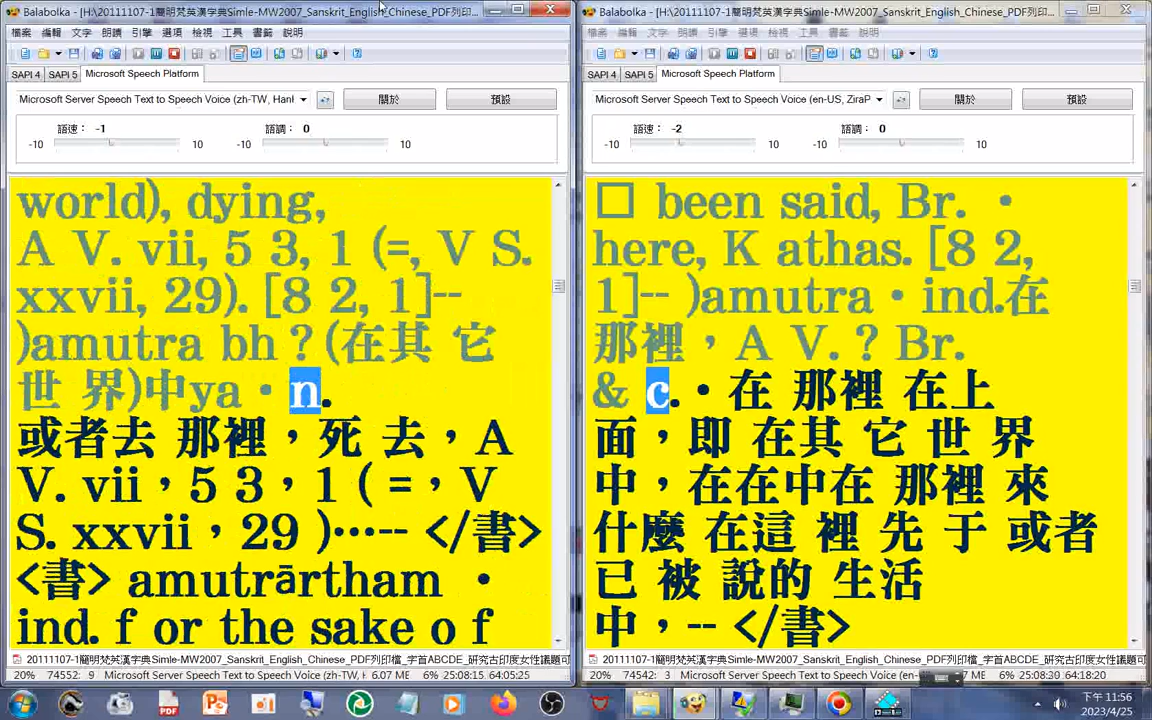 Balabolka - [H:\20111107-1簡明梵英漢字典Simle-MW2007_Sanskrit_English_Chinese_PDF列印...
檔案 編輯 文字 朗讀 引擎 選項 檢視 工具 書籤 說明
SAPI 4 SAPI 5 Microsoft Speech Platform
Microsoft Server Speech Text to Speech Voice (zh-TW, HanH
關於 預設
語速： -1 語調： 0
-10 10 -10 10
world), dying,
A V. vii, 5 3, 1 (=, V S.
xxvii, 29). [8 2, 1]--
)amutra bh ? (在其 它
世 界)中ya · n.
或者去 那裡，死 去，A
V. vii，5 3，1 ( =，V
S. xxvii，29 )…-- </書>
<書> amutrārtham ·
ind. f or the sake o f
20111107-1簡明梵英漢字典Simle-MW2007_Sanskrit_English_Chinese_PDF列印檔_字首ABCDE_研究古印度女性議題可
20% 74552: 9 Microsoft Server Speech Text to Speech Voice (zh-TW, H 6.07 ME 6% 25:08:15 64:05:25
Balabolka - [H:\20111107-1簡明梵英漢字典Simle-MW2007_Sanskrit_English_Chinese_PDF列印...
檔案 編輯 文字 朗讀 引擎 選項 檢視 工具 書籤 說明
SAPI 4 SAPI 5 Microsoft Speech Platform
Microsoft Server Speech Text to Speech Voice (en-US, ZiraP
關於 預設
語速： -2 語調： 0
-10 10 -10 10
□ been said, Br. ·
here, K athas. [8 2,
1]-- )amutra · ind.在
那裡，A V. ? Br.
& c. · 在 那裡 在上
面，即 在其 它 世 界
中，在在中在 那裡 來
什麼 在這 裡 先 于 或者
已 被 說的 生活
中，-- </書>
20111107-1簡明梵英漢字典Simle-MW2007_Sanskrit_English_Chinese_PDF列印檔_字首ABCDE_研究古印度女性議題可
20% 74542: 3 Microsoft Server Speech Text to Speech Voice 7 ME 6% 25:08:20 64:18:20
下午 11:56
2023/4/25